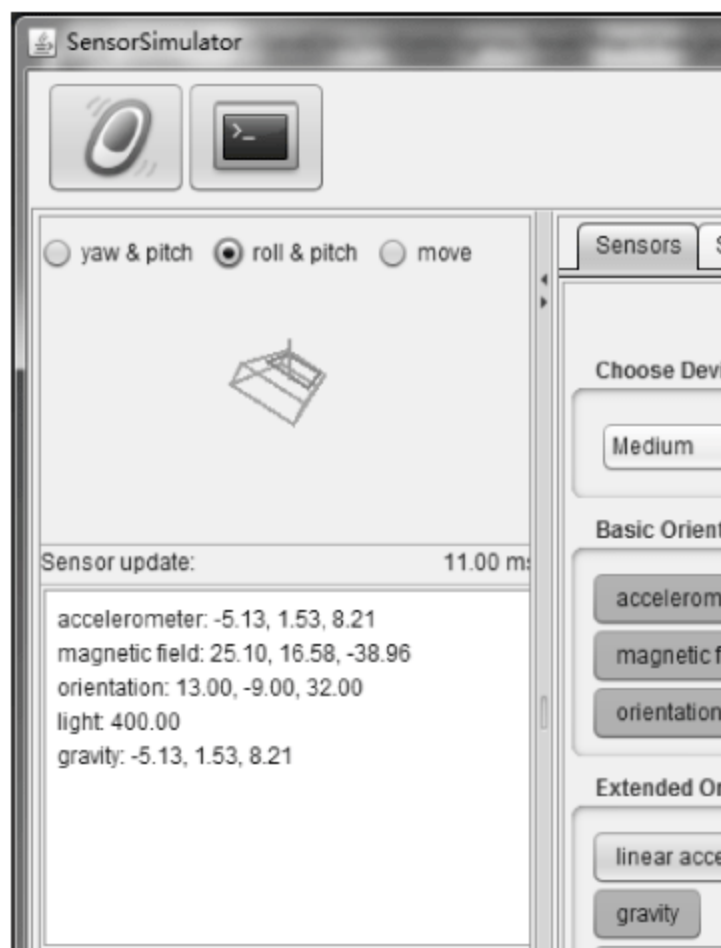 SensorSimulator
>_
yaw & pitch roll & pitch move
Sensor update: 11.00 ms
accelerometer: -5.13, 1.53, 8.21
magnetic field: 25.10, 16.58, -38.96
orientation: 13.00, -9.00, 32.00
light: 400.00
gravity: -5.13, 1.53, 8.21
Sensors S
Choose Devi
Medium
Basic Orient
accelerom
magnetic f
orientation
Extended Or
linear acce
gravity